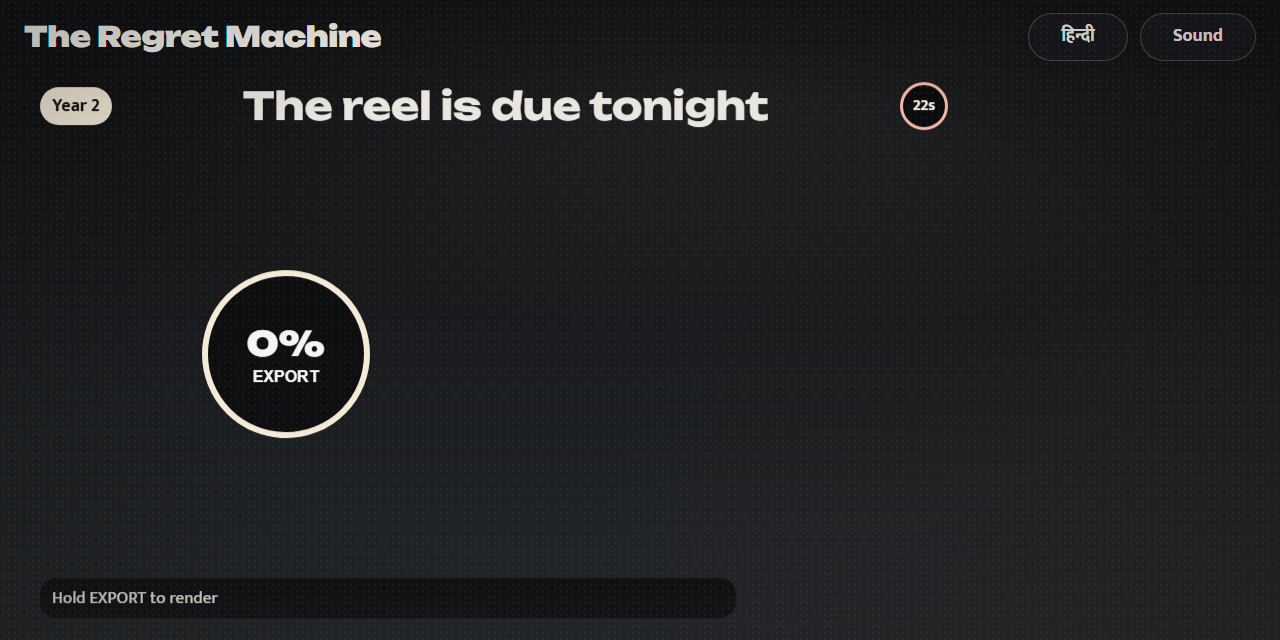 The Regret Machine
हिन्दी
Sound
Year 2
The reel is due tonight
22s
0%
EXPORT
Hold EXPORT to render